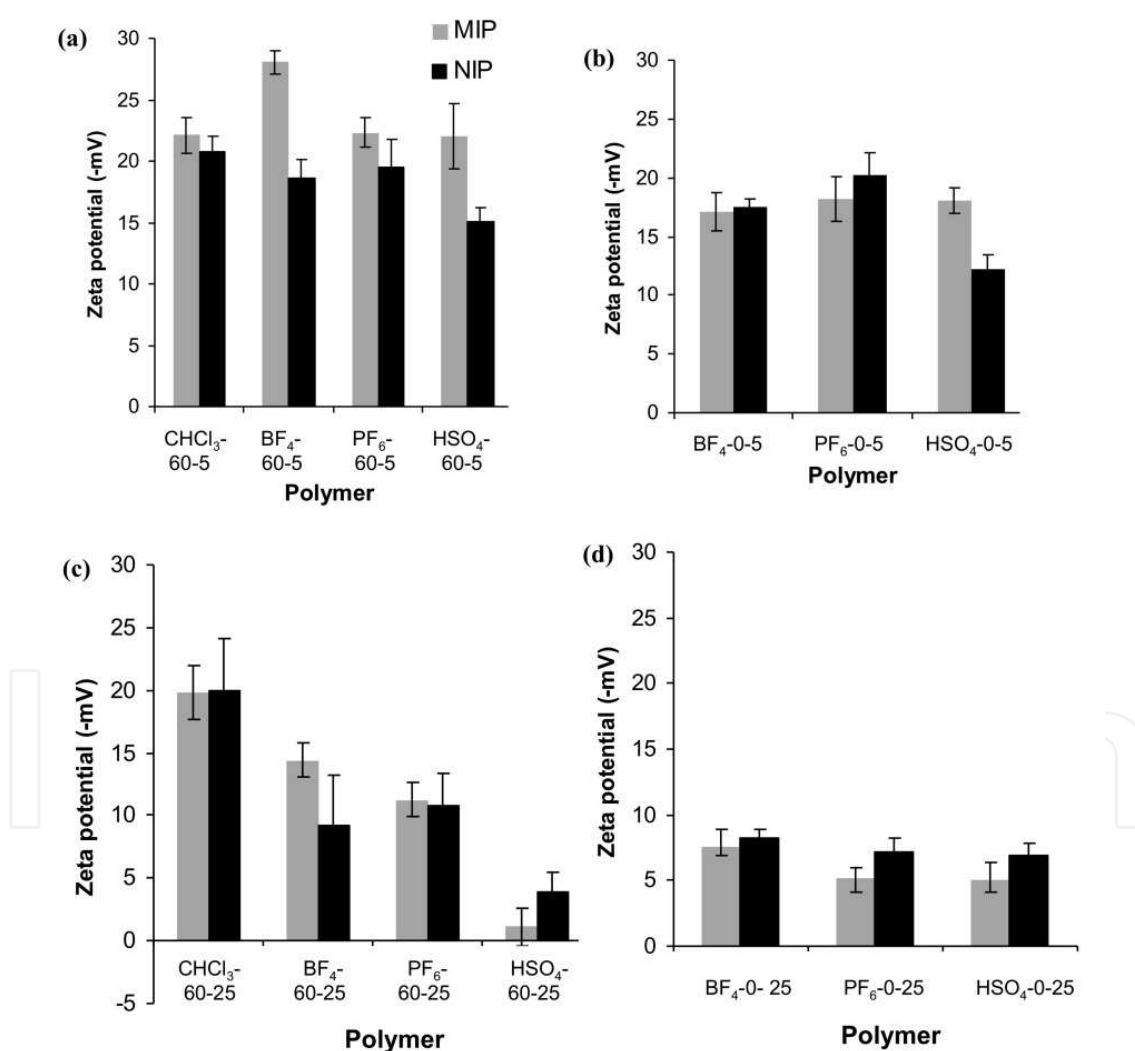 (a)
MIP
NIP
30
25
20
15
10
5
0
Zeta potential (-mV)
CHCl₃- BF₄- PF₆- HSO₄-
60-5 60-5 60-5 60-5
Polymer
(b)
30
25
20
15
10
5
0
Zeta potential (-mV)
BF₄-0-5 PF₆-0-5 HSO₄-0-5
Polymer
(c)
30
25
20
15
10
5
0
-5
Zeta potential (-mV)
CHCl₃- BF₄- PF₆- HSO₄-
60-25 60-25 60-25 60-25
Polymer
(d)
30
25
20
15
10
5
0
Zeta potential (-mV)
BF₄-0- 25 PF₆-0-25 HSO₄-0-25
Polymer